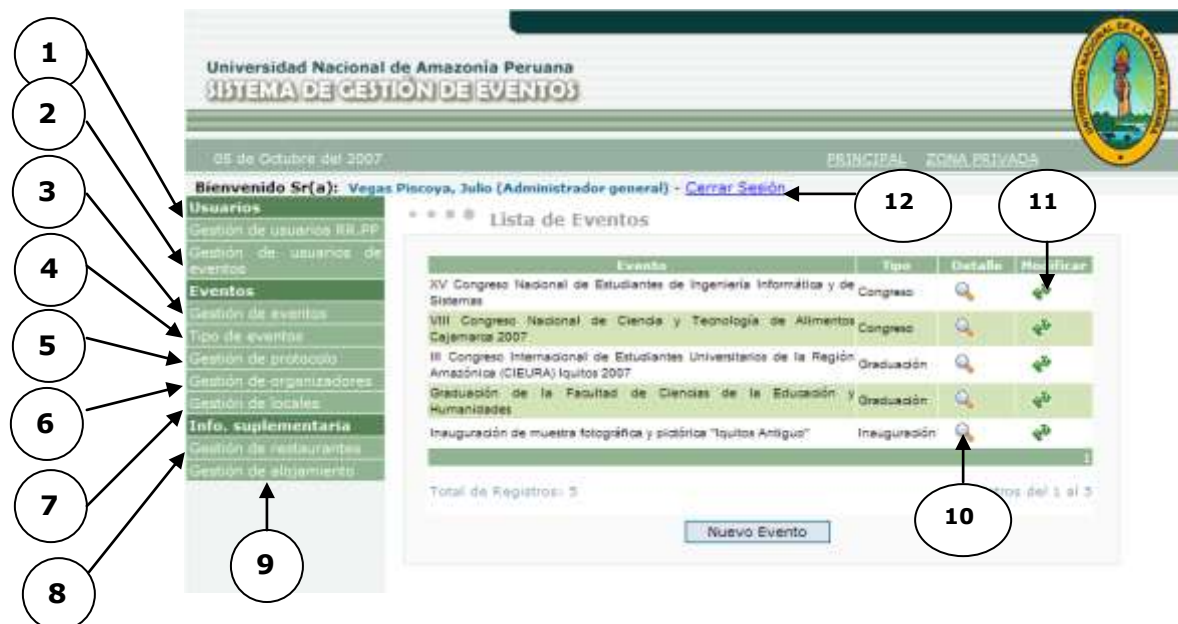 Universidad Nacional de Amazonia Peruana
SISTEMA DE GESTIÓN DE EVENTOS
UNIVERSIDAD NACIONAL DE LA AMAZONIA PERUANA
05 de Octubre del 2007
PRINCIPAL ZONA PRIVADA
Bienvenido Sr(a): Vegas Piscoya, Julio (Administrador general) - Cerrar Sesión
Usuarios
Gestión de usuarios RR.PP
Gestión de usuarios de
eventos
Eventos
Gestión de eventos
Tipo de eventos
Gestión de protocolo
Gestión de organizadores
Gestión de locales
Info. suplementaria
Gestión de restaurantes
Gestión de alojamiento
Lista de Eventos
Evento Tipo Detalle Modificar
XV Congreso Nacional de Estudiantes de Ingeniería Informática y de
Sistemas
Congreso
VIII Congreso Nacional de Ciencia y Tecnología de Alimentos
Cajamarca 2007
Congreso
III Congreso Internacional de Estudiantes Universitarios de la Región
Amazónica (CIEURA) Iquitos 2007
Graduación
Graduación de la Facultad de Ciencias de la Educación y
Humanidades
Graduación
Inauguración de muestra fotográfica y pictórica "Iquitos Antiguo" Inauguración
1
Total de Registros: 5
del 1 al 5
Nuevo Evento
1
2
3
4
5
6
7
8
9
10
11
12